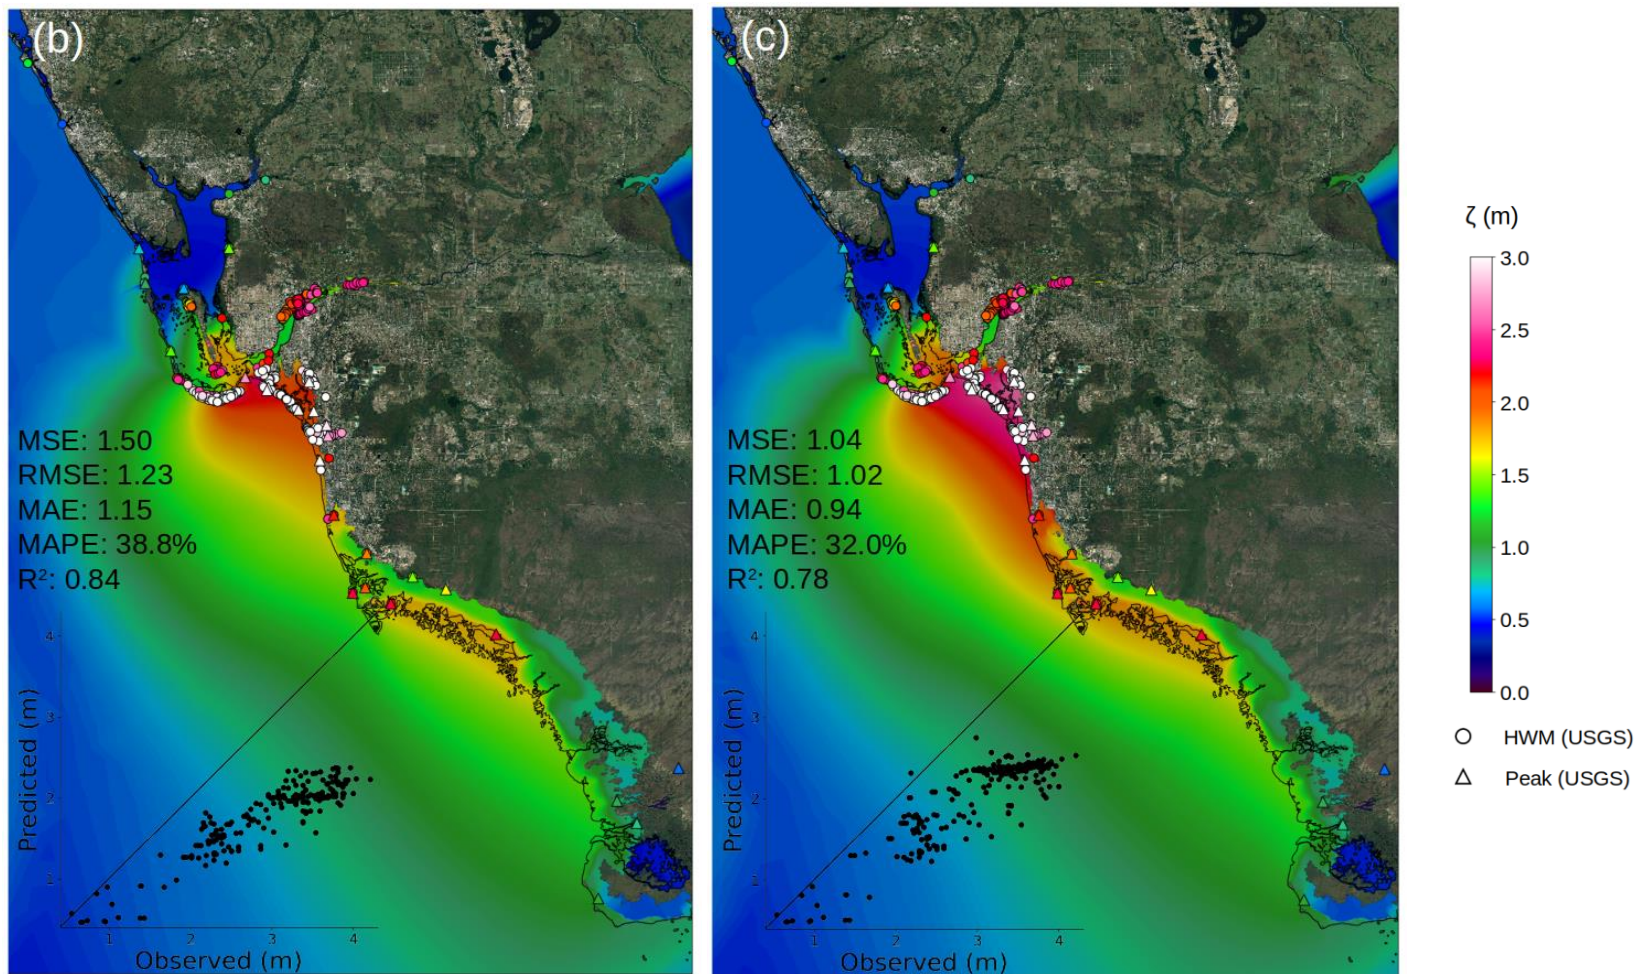 (b)
MSE: 1.50
RMSE: 1.23
MAE: 1.15
MAPE: 38.8%
R²: 0.84
4
3
2
1
Predicted (m)
1 2 3 4
Observed (m)
(c)
MSE: 1.04
RMSE: 1.02
MAE: 0.94
MAPE: 32.0%
R²: 0.78
4
3
2
1
Predicted (m)
1 2 3 4
Observed (m)
ζ (m)
3.0
2.5
2.0
1.5
1.0
0.5
0.0
HWM (USGS)
Peak (USGS)